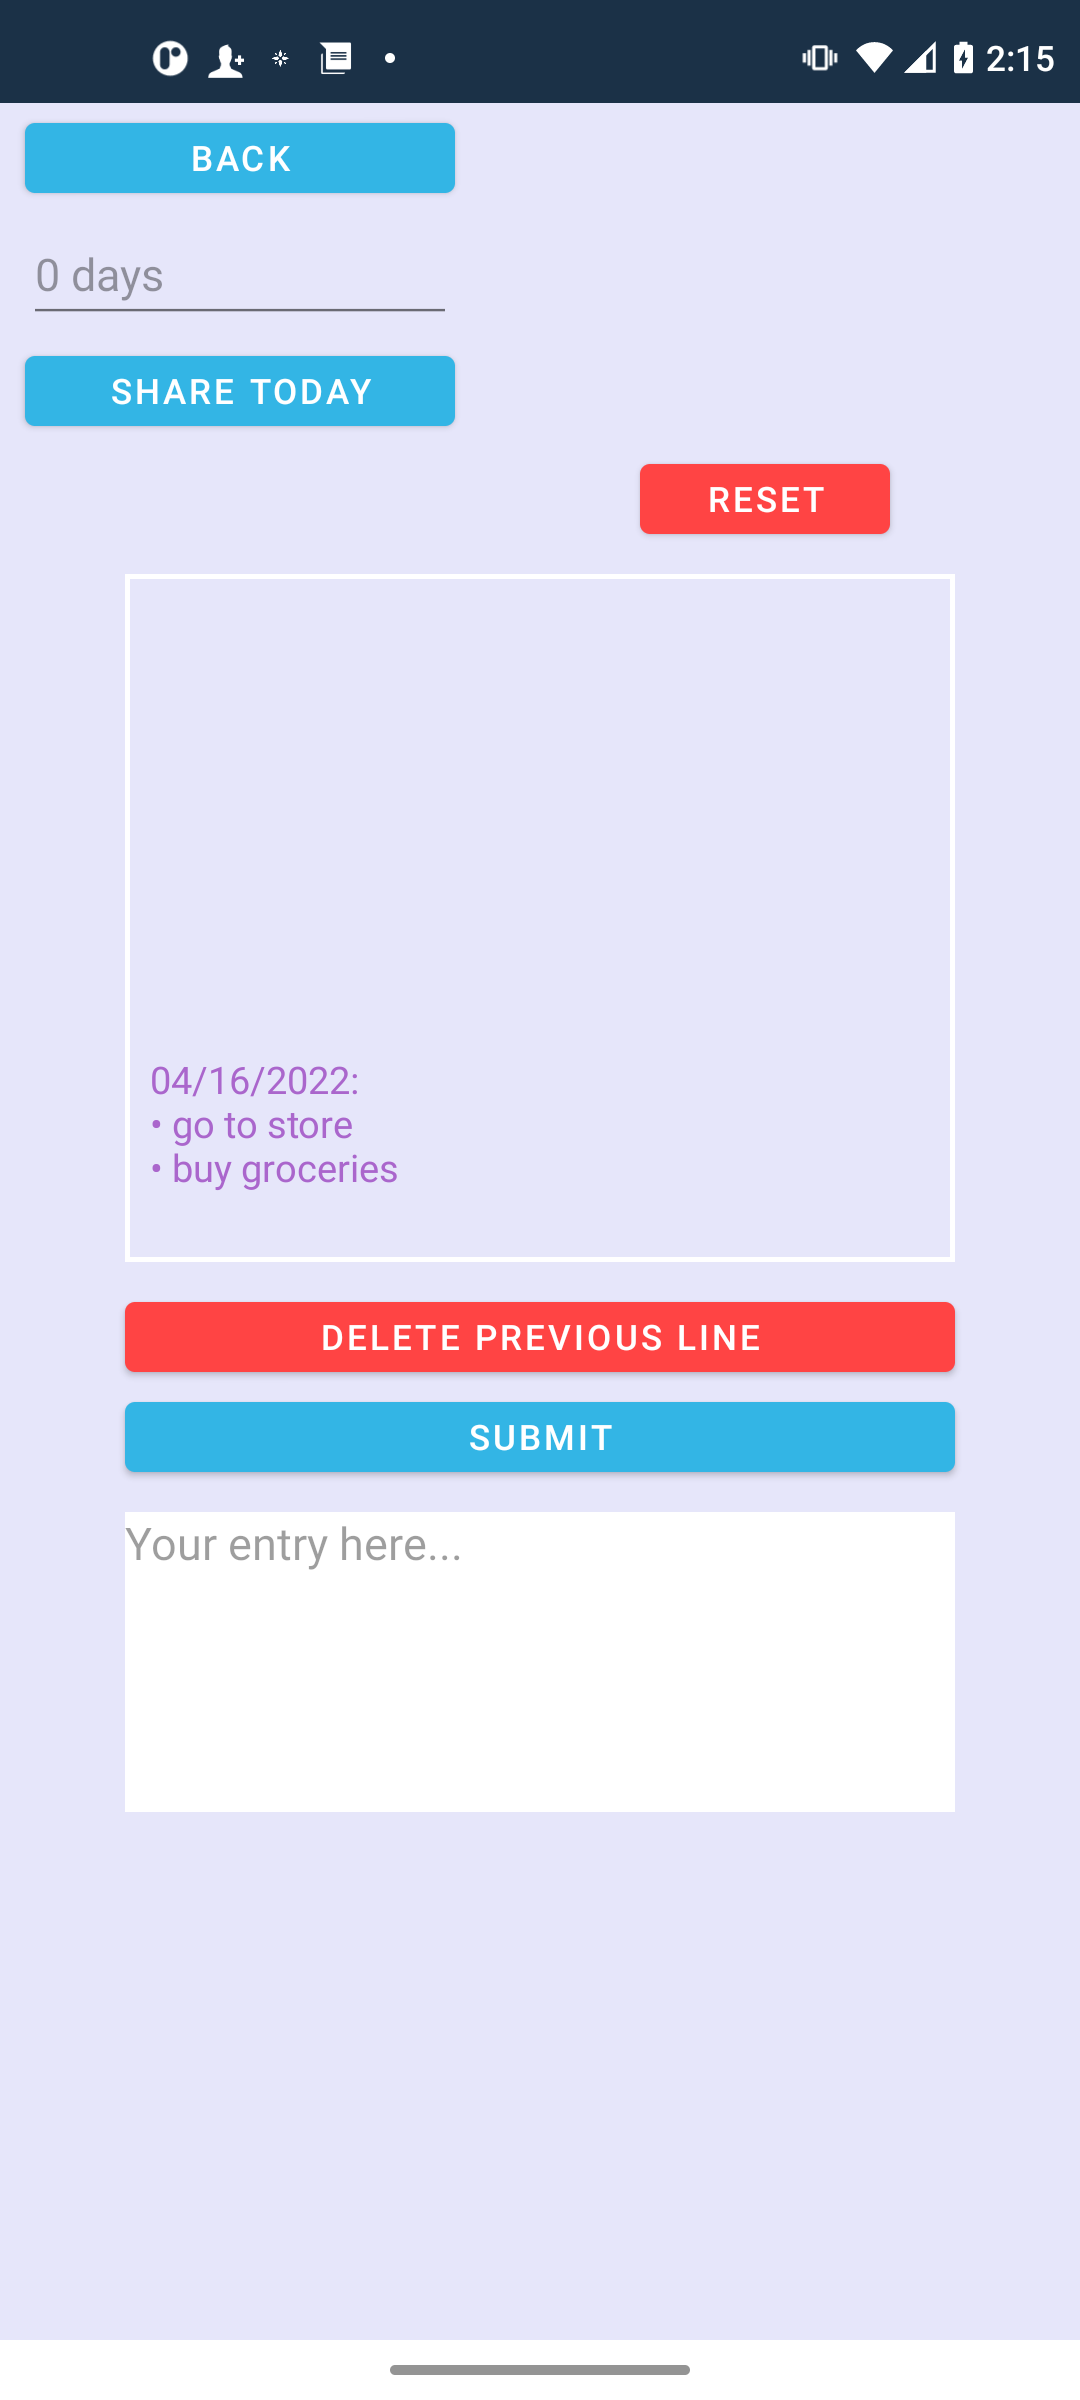 2:15
BACK
0 days
SHARE TODAY
RESET
04/16/2022:
• go to store
• buy groceries
DELETE PREVIOUS LINE
SUBMIT
Your entry here...